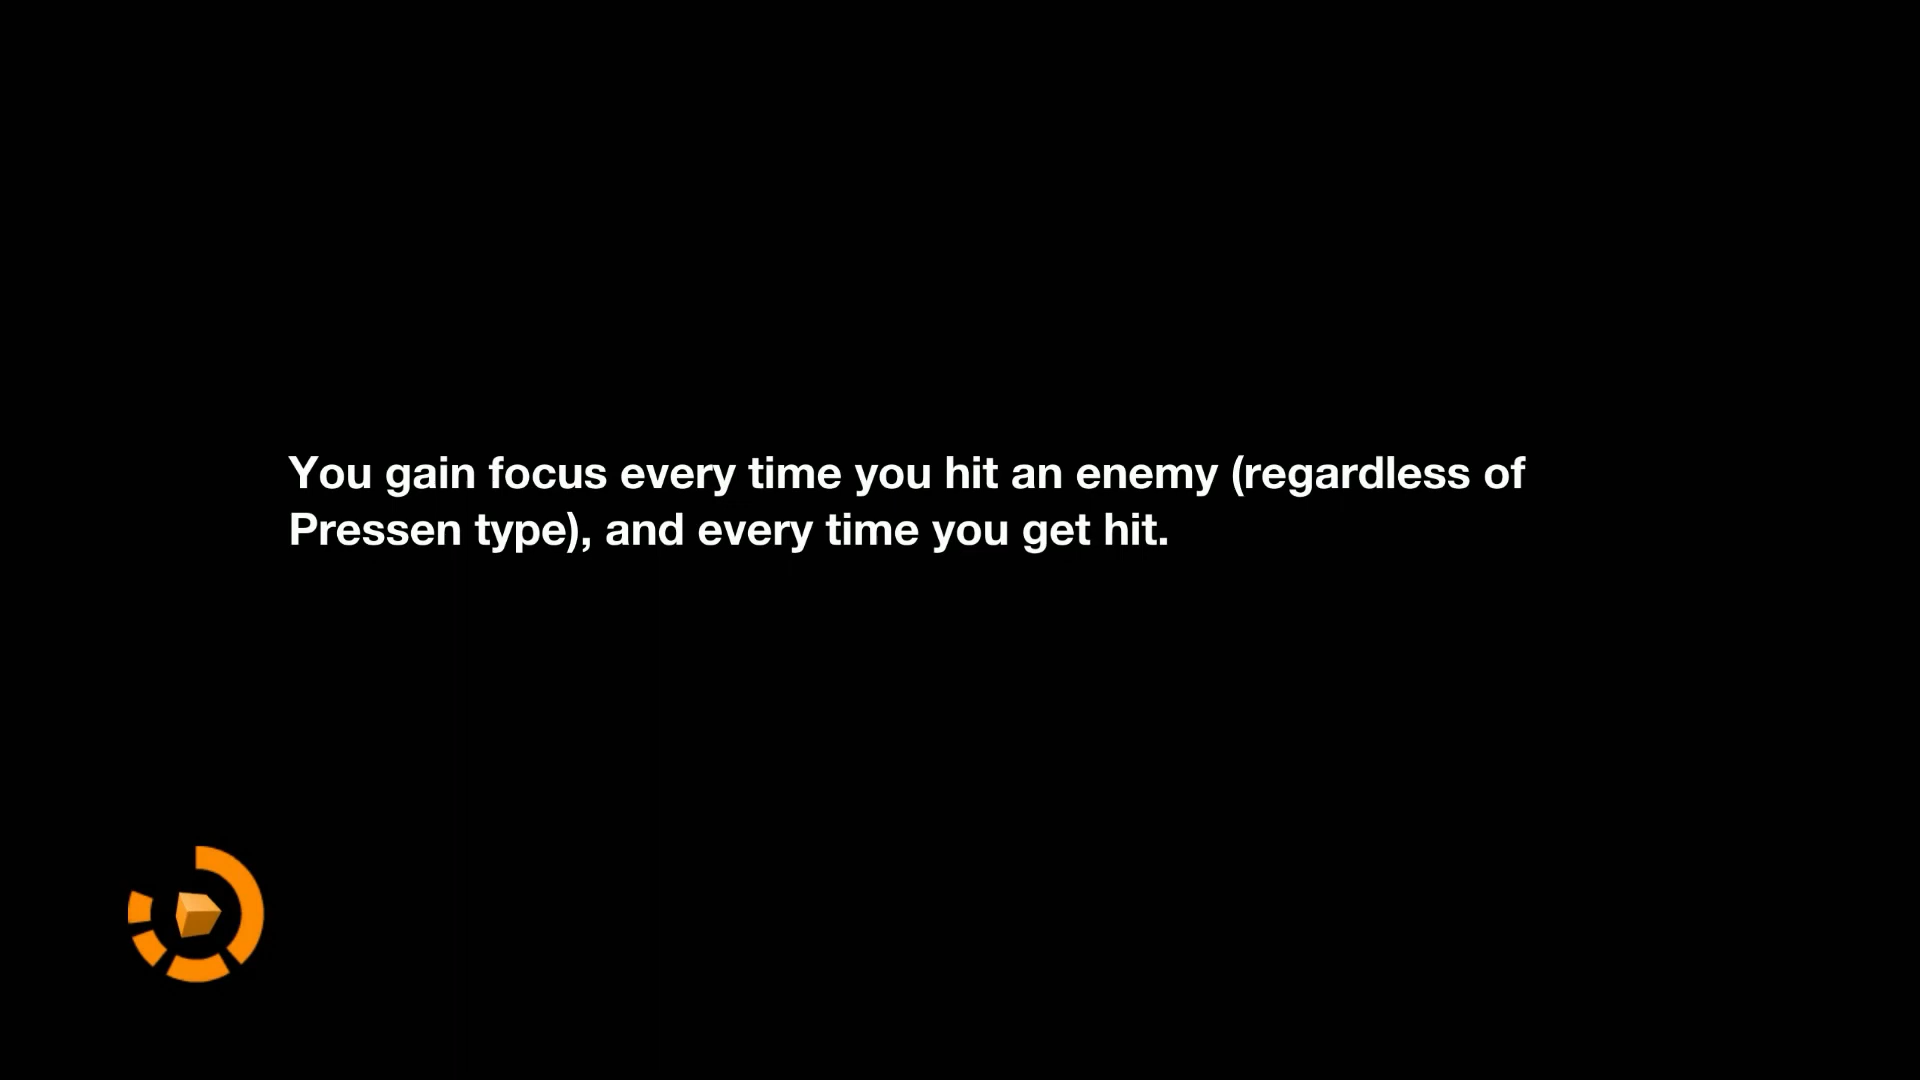 You gain focus every time you hit an enemy (regardless of
Pressen type), and every time you get hit.